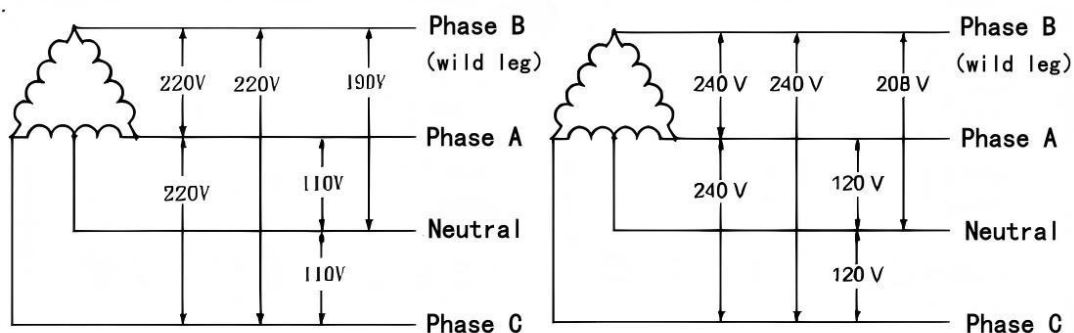 Phase B
(wild leg)
220V
220V
190V
Phase A
220V
110V
Neutral
110V
Phase C
Phase B
(wild leg)
240 V
240 V
208 V
Phase A
240 V
120 V
Neutral
120 V
Phase C